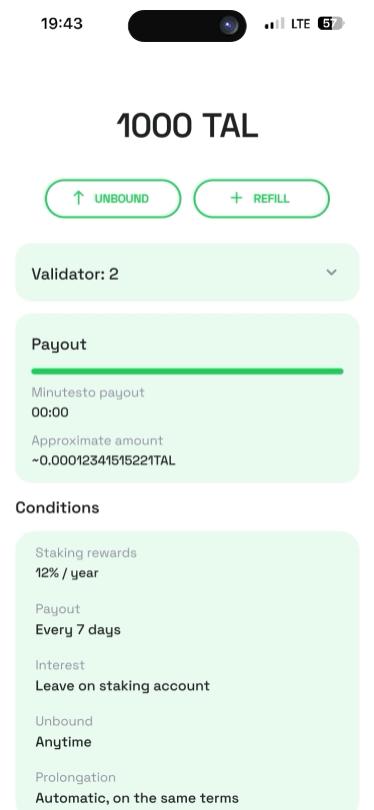 19:43
LTE
57
1000 TAL
UNBOUND
REFILL
Validator: 2
Payout
Minutesto payout
00:00
Approximate amount
~0.00012341515221TAL
Conditions
Staking rewards
12% / year
Payout
Every 7 days
Interest
Leave on staking account
Unbound
Anytime
Prolongation
Automatic, on the same terms